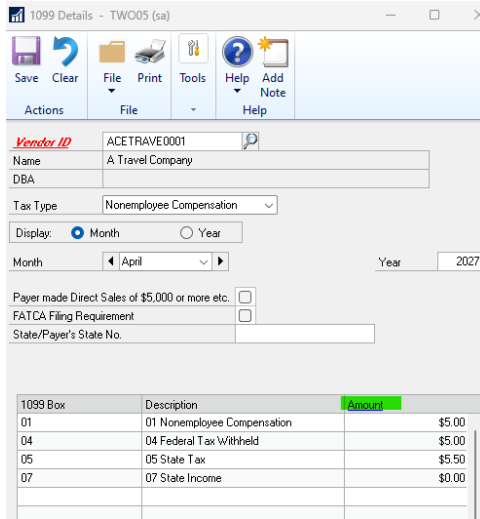 1099 Details - TWO05 (sa)
Save Clear File Print Tools Help Add Note
Actions File Help
Vendor ID ACETRAVE0001
Name A Travel Company
DBA
Tax Type Nonemployee Compensation
Display: Month Year
Month April Year 2027
Payer made Direct Sales of $5,000 or more etc.
FATCA Filing Requirement
State/Payer's State No.
1099 Box Description Amount
01 01 Nonemployee Compensation $5.00
04 04 Federal Tax Withheld $5.00
05 05 State Tax $5.50
07 07 State Income $0.00